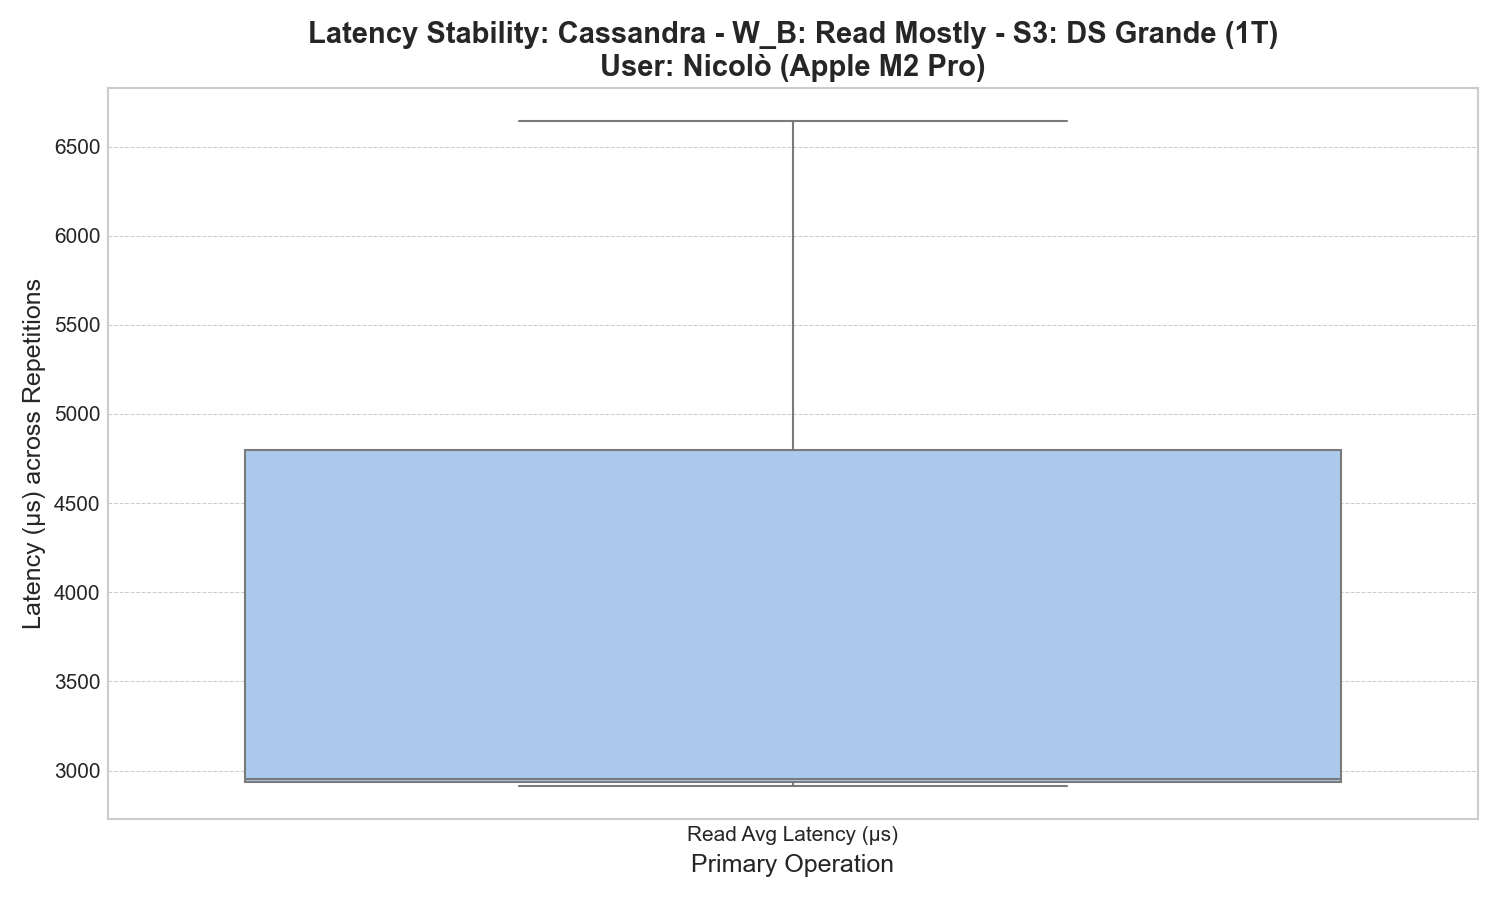 Latency Stability: Cassandra - W_B: Read Mostly - S3: DS Grande (1T)
User: Nicolò (Apple M2 Pro)
Latency (μs) across Repetitions
6500
6000
5500
5000
4500
4000
3500
3000
Read Avg Latency (μs)
Primary Operation